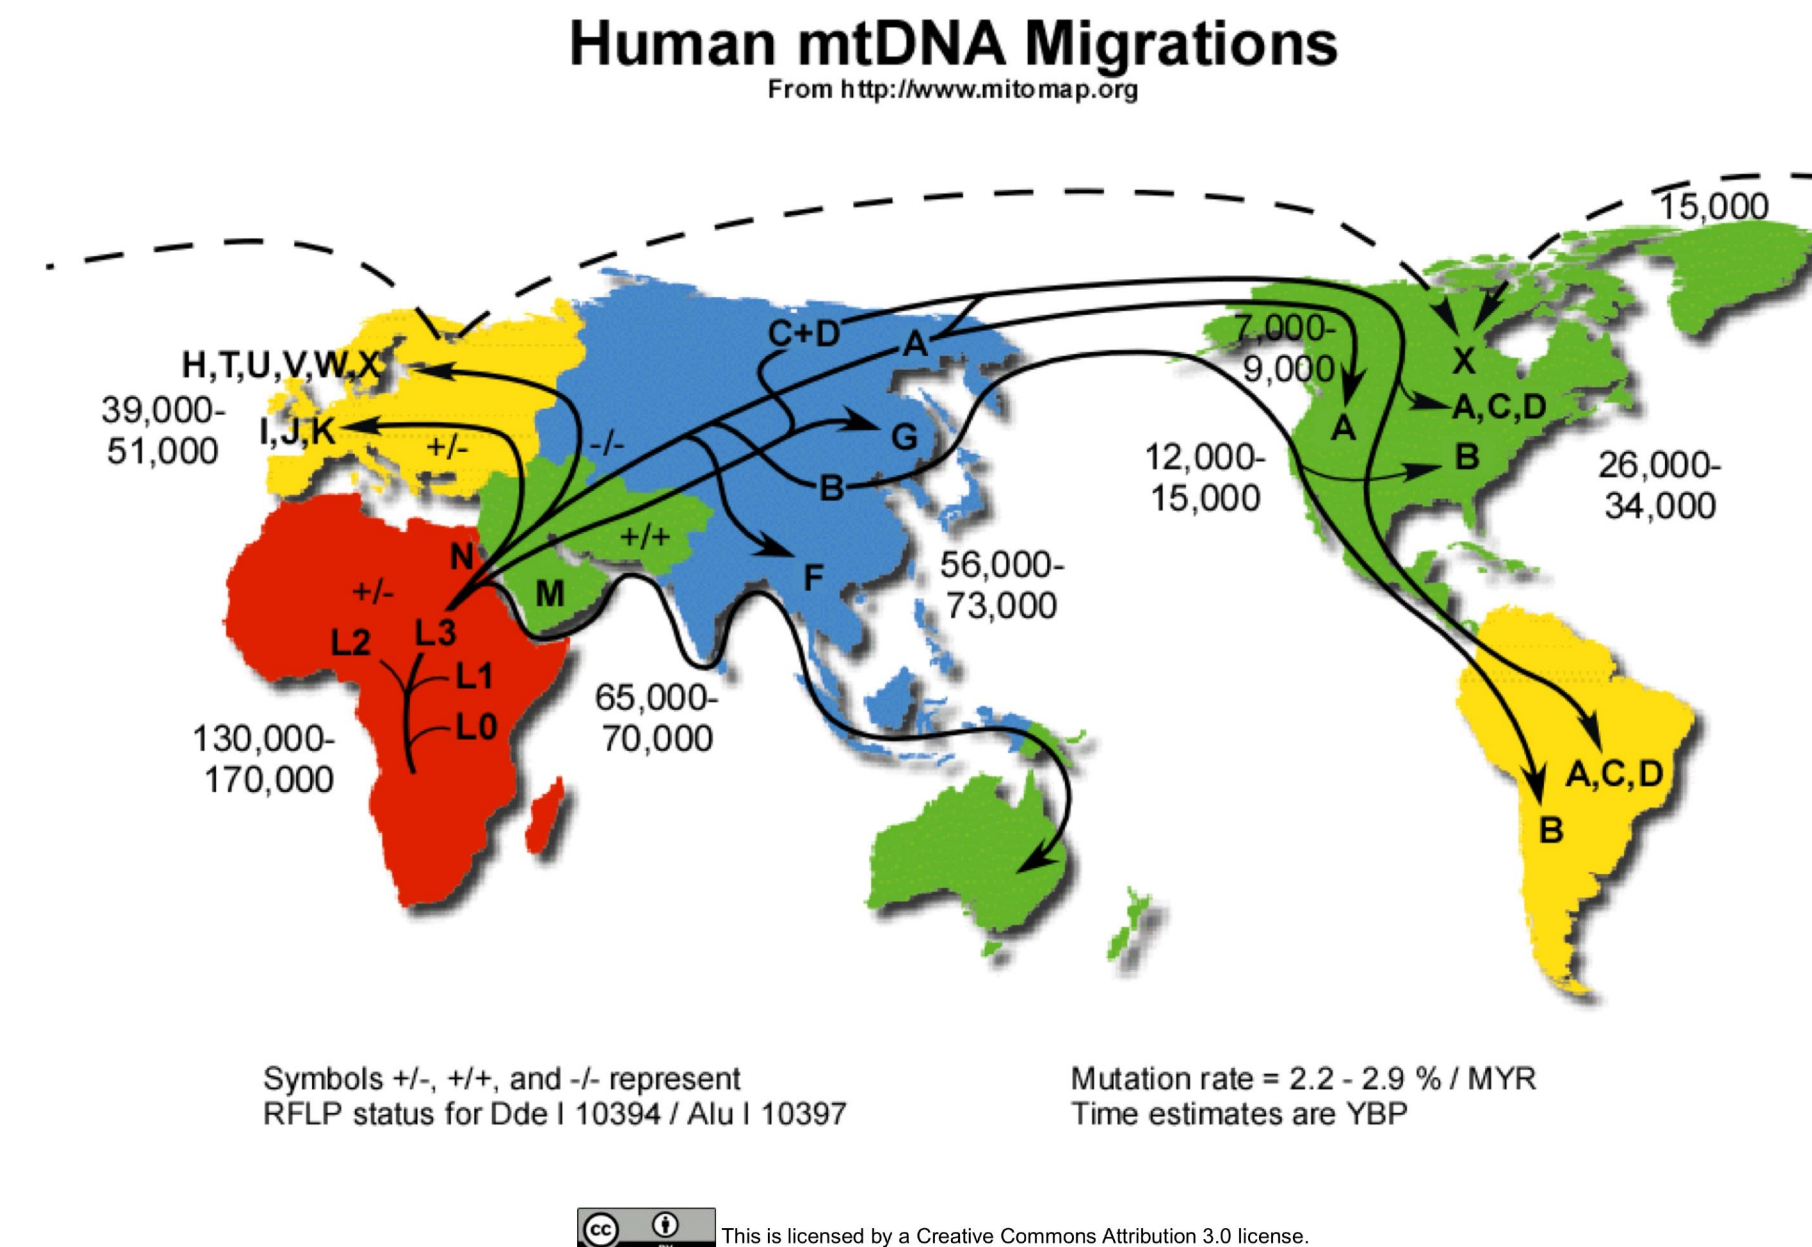 Human mtDNA Migrations
From http://www.mitomap.org
15,000
C+D
A
7,000-
9,000
H,T,U,V,W,X
X
39,000-
51,000
I,J,K
+/-
-/-
G
A
A,C,D
B
B
12,000-
15,000
26,000-
34,000
N
+/+
M
F
56,000-
73,000
+/-
L2
L3
L1
L0
65,000-
70,000
130,000-
170,000
A,C,D
B
Symbols +/-, +/+, and -/- represent
RFLP status for Dde I 10394 / Alu I 10397
Mutation rate = 2.2 - 2.9 % / MYR
Time estimates are YBP
cc
This is licensed by a Creative Commons Attribution 3.0 license.